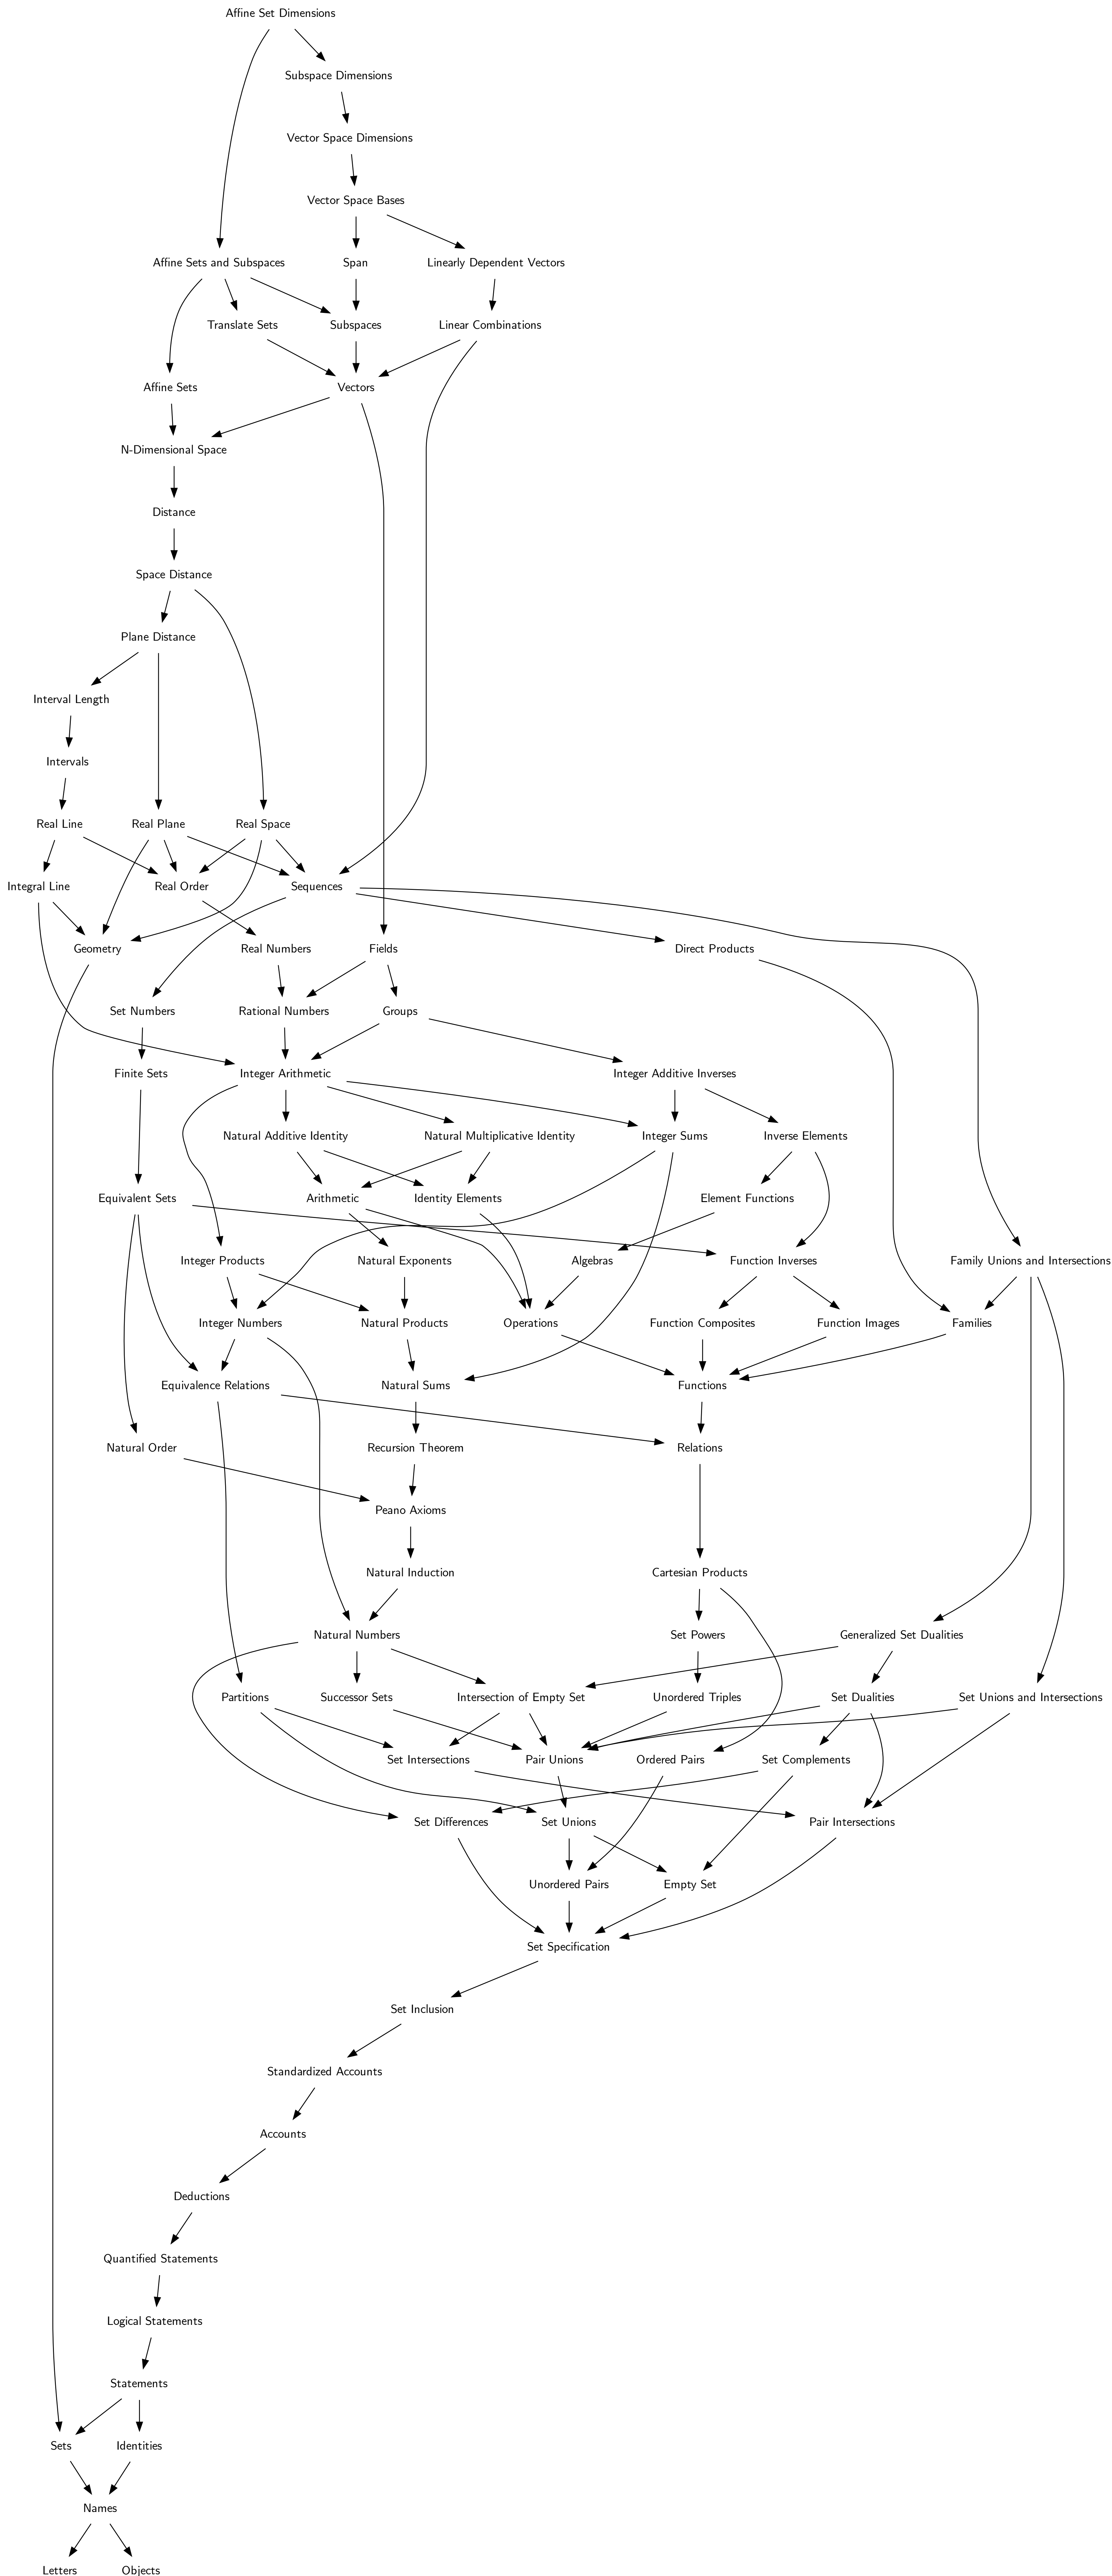 Affine Set Dimensions
Subspace Dimensions
Vector Space Dimensions
Vector Space Bases
Affine Sets and Subspaces
Span
Linearly Dependent Vectors
Translate Sets
Subspaces
Linear Combinations
Affine Sets
Vectors
N-Dimensional Space
Distance
Space Distance
Plane Distance
Interval Length
Intervals
Real Line
Real Plane
Real Space
Integral Line
Real Order
Sequences
Geometry
Real Numbers
Fields
Direct Products
Set Numbers
Rational Numbers
Groups
Finite Sets
Integer Arithmetic
Integer Additive Inverses
Natural Additive Identity
Natural Multiplicative Identity
Integer Sums
Inverse Elements
Equivalent Sets
Arithmetic
Identity Elements
Element Functions
Integer Products
Natural Exponents
Algebras
Function Inverses
Family Unions and Intersections
Integer Numbers
Natural Products
Operations
Function Composites
Function Images
Families
Equivalence Relations
Natural Sums
Functions
Natural Order
Recursion Theorem
Relations
Peano Axioms
Natural Induction
Cartesian Products
Natural Numbers
Set Powers
Generalized Set Dualities
Partitions
Successor Sets
Intersection of Empty Set
Unordered Triples
Set Dualities
Set Unions and Intersections
Set Intersections
Pair Unions
Ordered Pairs
Set Complements
Set Differences
Set Unions
Pair Intersections
Unordered Pairs
Empty Set
Set Specification
Set Inclusion
Standardized Accounts
Accounts
Deductions
Quantified Statements
Logical Statements
Statements
Sets
Identities
Names
Letters
Objects